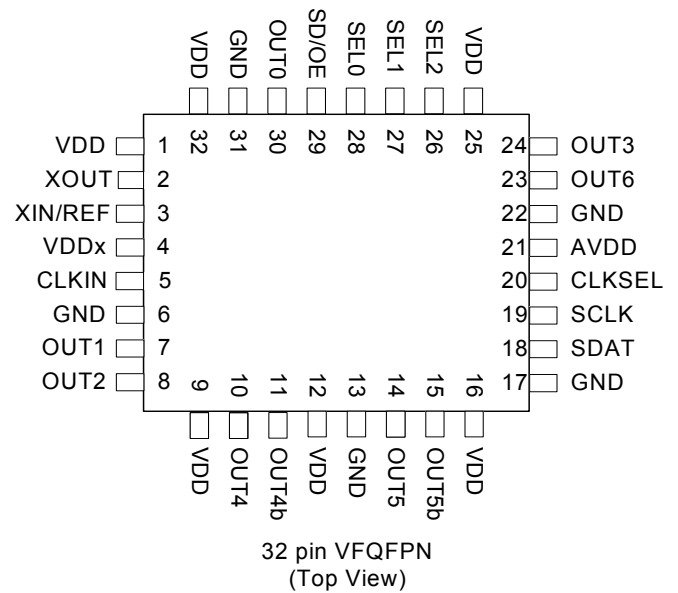 VDD
GND
OUT0
SD/OE
SEL0
SEL1
SEL2
VDD
32
31
30
29
28
27
26
25
VDD 1
XOUT 2
XIN/REF 3
VDDx 4
CLKIN 5
GND 6
OUT1 7
OUT2 8
24 OUT3
23 OUT6
22 GND
21 AVDD
20 CLKSEL
19 SCLK
18 SDAT
17 GND
9
10
11
12
13
14
15
16
VDD
OUT4
OUT4b
VDD
GND
OUT5
OUT5b
VDD
32 pin VFQFPN
(Top View)